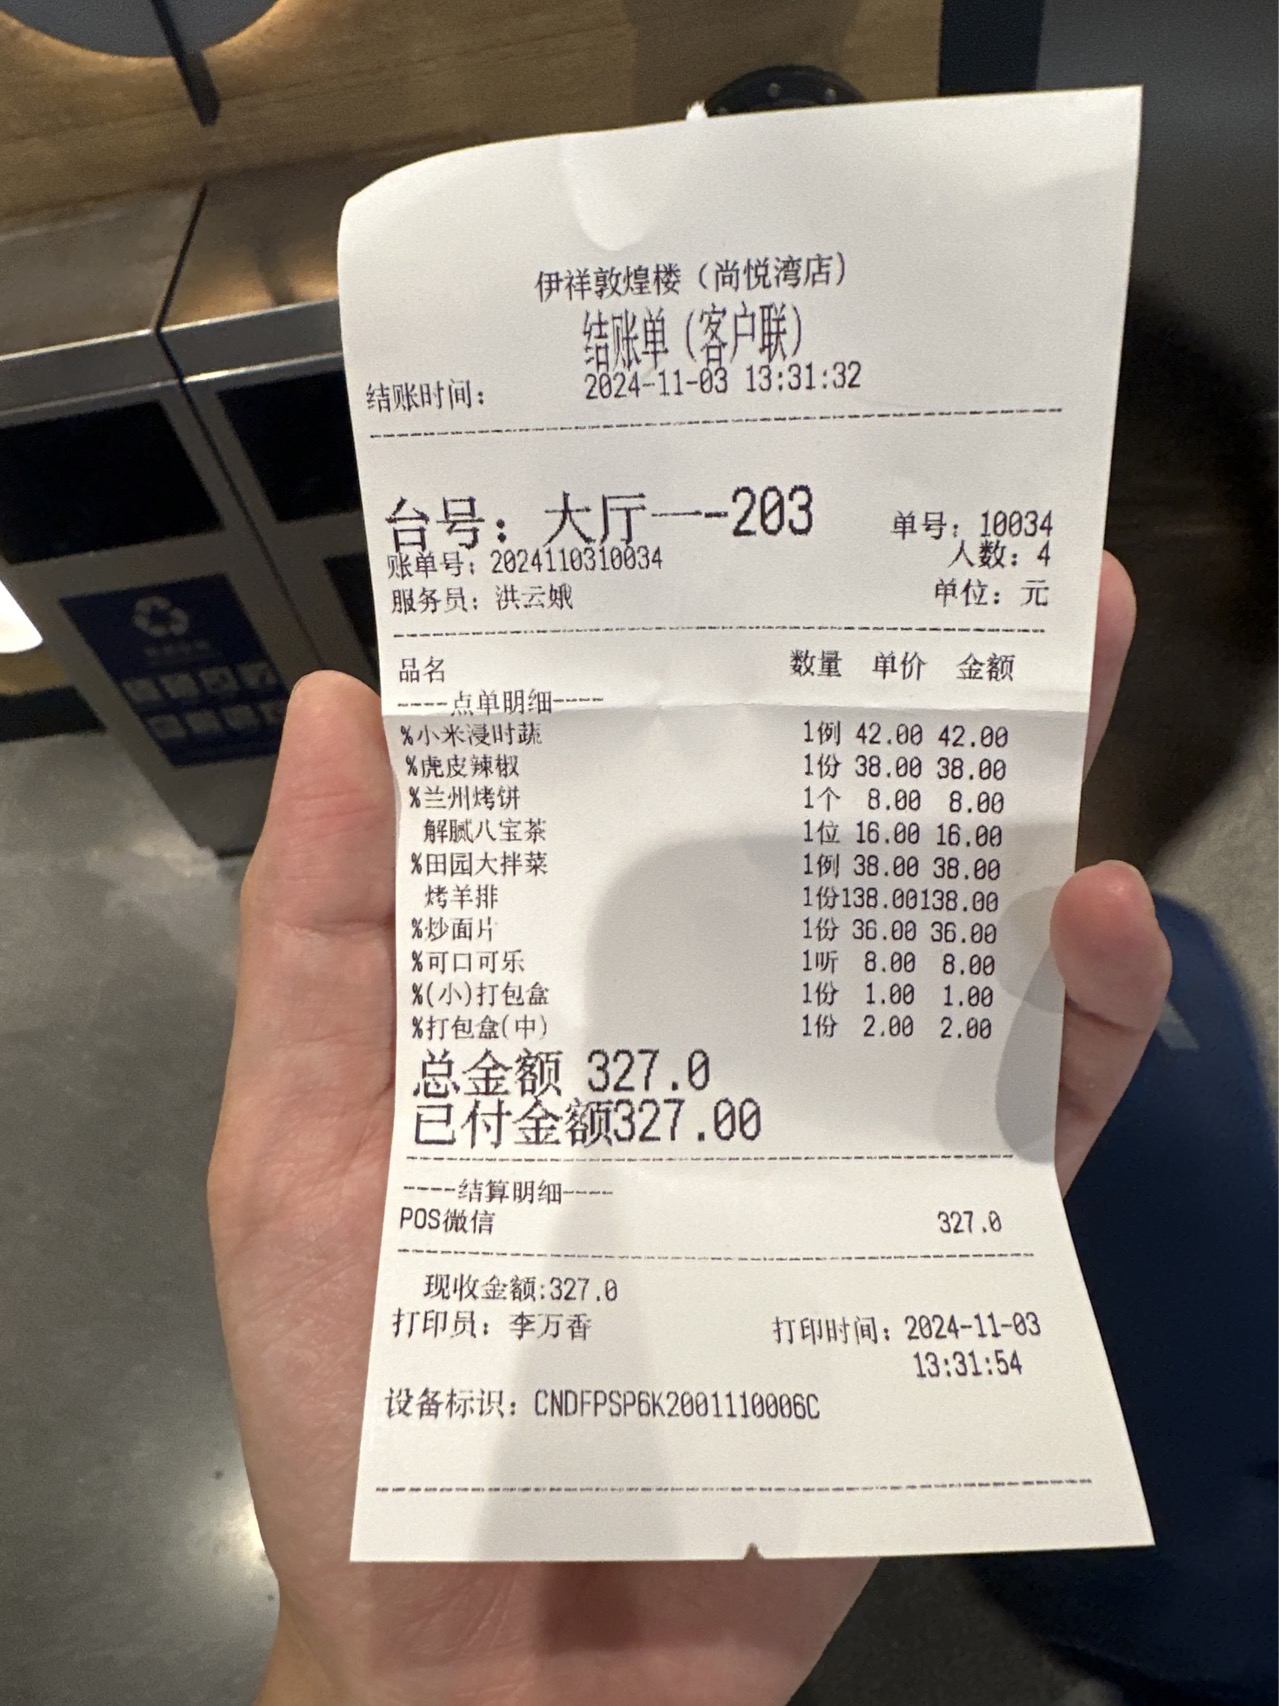 伊祥敦煌楼（尚悦湾店）
结账单（客户联）
结账时间： 2024-11-03 13:31:32
台号： 大厅一-203 单号：10034
账单号：2024110310034 人数：4
服务员：洪云娥 单位：元
品名 数量 单价 金额
----点单明细----
%小米浸时蔬 1例 42.00 42.00
%虎皮辣椒 1份 38.00 38.00
%兰州烤饼 1个 8.00 8.00
解腻八宝茶 1位 16.00 16.00
%田园大拌菜 1例 38.00 38.00
烤羊排 1份138.00138.00
%炒面片 1份 36.00 36.00
%可口可乐 1听 8.00 8.00
%(小)打包盒 1份 1.00 1.00
%打包盒(中) 1份 2.00 2.00
总金额 327.0
已付金额327.00
----结算明细----
POS微信 327.0
现收金额:327.0
打印员：李万香 打印时间：2024-11-03
13:31:54
设备标识：CNDFPSP6K2001110006C